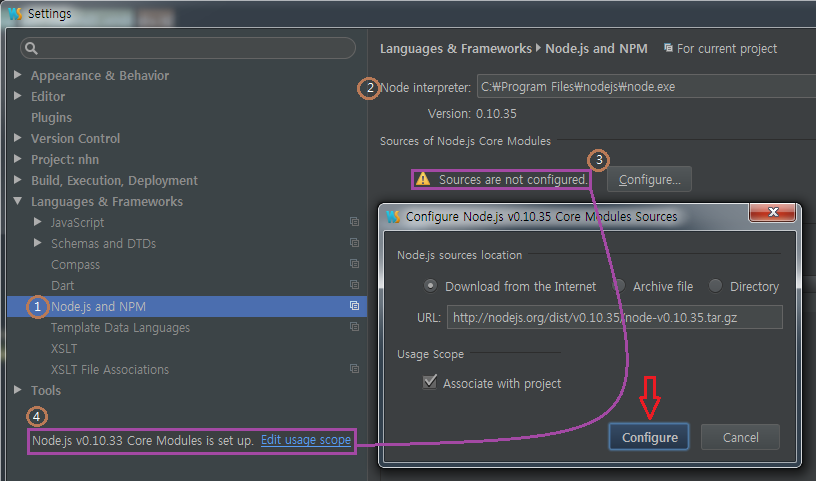 WS Settings
Appearance & Behavior
Editor
Plugins
Version Control
Project: nhn
Build, Execution, Deployment
Languages & Frameworks
JavaScript
Schemas and DTDs
Compass
Dart
1 Node.js and NPM
Template Data Languages
XSLT
XSLT File Associations
Tools
4
Node.js v0.10.33 Core Modules is set up. Edit usage scope
Languages & Frameworks Node.js and NPM For current project
2 Node interpreter: C:₩Program Files₩nodejs₩node.exe
Version: 0.10.35
Sources of Node.js Core Modules
3
Sources are not configured. Configure...
WS Configure Node.js v0.10.35 Core Modules Sources
Node.js sources location
Download from the Internet Archive file Directory
URL: http://nodejs.org/dist/v0.10.35/node-v0.10.35.tar.gz
Usage Scope
Associate with project
Configure Cancel